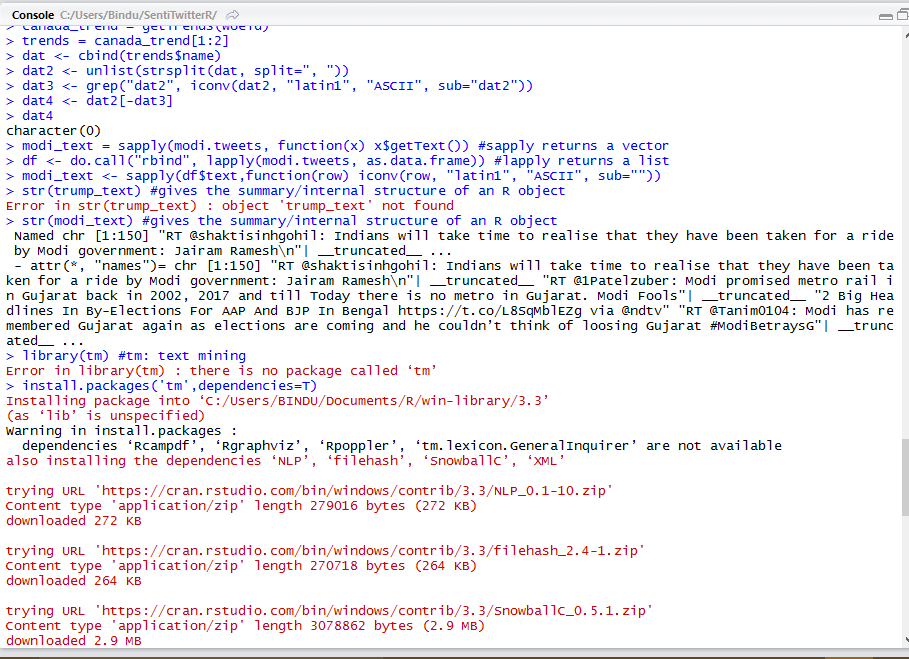 Console C:/Users/Bindu/SentiTwitterR/
> canada_trend = getTrends(woeid)
> trends = canada_trend[1:2]
> dat <- cbind(trends$name)
> dat2 <- unlist(strsplit(dat, split=", "))
> dat3 <- grep("dat2", iconv(dat2, "latin1", "ASCII", sub="dat2"))
> dat4 <- dat2[-dat3]
> dat4
character(0)
> modi_text = sapply(modi.tweets, function(x) x$getText()) #sapply returns a vector
> df <- do.call("rbind", lapply(modi.tweets, as.data.frame)) #lapply returns a list
> modi_text <- sapply(df$text,function(row) iconv(row, "latin1", "ASCII", sub=""))
> str(trump_text) #gives the summary/internal structure of an R object
Error in str(trump_text) : object 'trump_text' not found
> str(modi_text) #gives the summary/internal structure of an R object
Named chr [1:150] "RT @shaktisinhgohil: Indians will take time to realise that they have been taken for a ride
by Modi government: Jairam Ramesh\n"| __truncated__ ...
- attr(*, "names")= chr [1:150] "RT @shaktisinhgohil: Indians will take time to realise that they have been ta
ken for a ride by Modi government: Jairam Ramesh\n"| __truncated__ "RT @1Patelzuber: Modi promised metro rail i
n Gujarat back in 2002, 2017 and till Today there is no metro in Gujarat. Modi Fools"| __truncated__ "2 Big Hea
dlines In By-Elections For AAP And BJP In Bengal https://t.co/L8SqMblEZg via @ndtv" "RT @Tanim0104: Modi has re
membered Gujarat again as elections are coming and he couldn’t think of loosing Gujarat #ModiBetraysG"| __trunc
ated__ ...
> library(tm) #tm: text mining
Error in library(tm) : there is no package called ‘tm’
> install.packages('tm',dependencies=T)
Installing package into ‘C:/Users/BINDU/Documents/R/win-library/3.3’
(as ‘lib’ is unspecified)
Warning in install.packages :
dependencies ‘Rcampdf’, ‘Rgraphviz’, ‘Rpoppler’, ‘tm.lexicon.GeneralInquirer’ are not available
also installing the dependencies ‘NLP’, ‘filehash’, ‘SnowballC’, ‘XML’
trying URL 'https://cran.rstudio.com/bin/windows/contrib/3.3/NLP_0.1-10.zip'
Content type 'application/zip' length 279016 bytes (272 KB)
downloaded 272 KB
trying URL 'https://cran.rstudio.com/bin/windows/contrib/3.3/filehash_2.4-1.zip'
Content type 'application/zip' length 270718 bytes (264 KB)
downloaded 264 KB
trying URL 'https://cran.rstudio.com/bin/windows/contrib/3.3/SnowballC_0.5.1.zip'
Content type 'application/zip' length 3078862 bytes (2.9 MB)
downloaded 2.9 MB